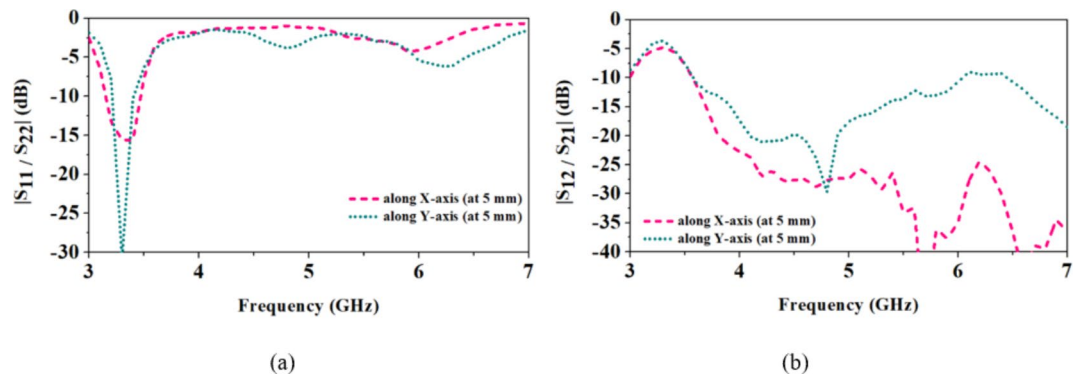 0
-5
-10
-15
-20
-25
-30
|S11 / S22| (dB)
along X-axis (at 5 mm)
along Y-axis (at 5 mm)
3 4 5 6 7
Frequency (GHz)
(a)
0
-5
-10
-15
-20
-25
-30
-35
-40
|S12 / S21| (dB)
along X-axis (at 5 mm)
along Y-axis (at 5 mm)
3 4 5 6 7
Frequency (GHz)
(b)